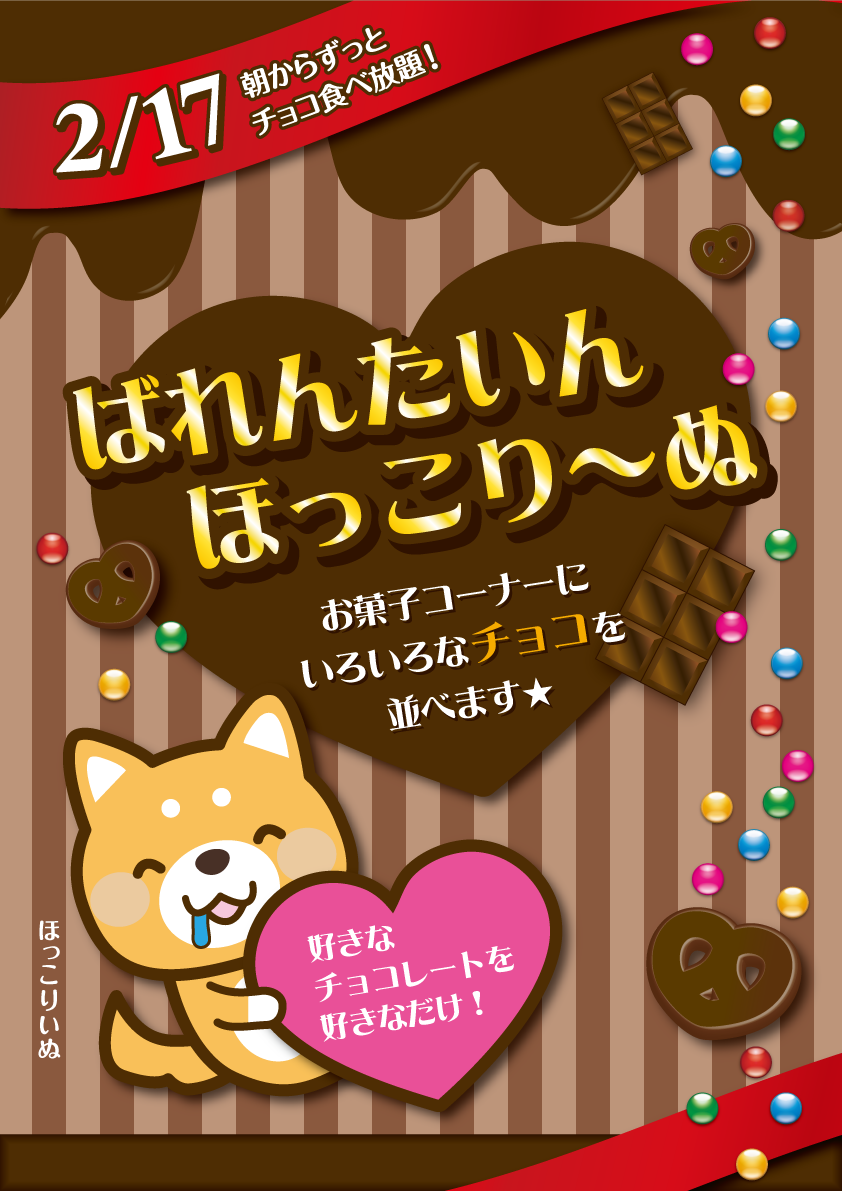 2/17
朝からずっと
チョコ食べ放題！
ばれんたいん
ほっこり～ぬ
お菓子コーナーに
いろいろなチョコを
並べます★
好きな
チョコレートを
好きなだけ！
ほっこりいぬ